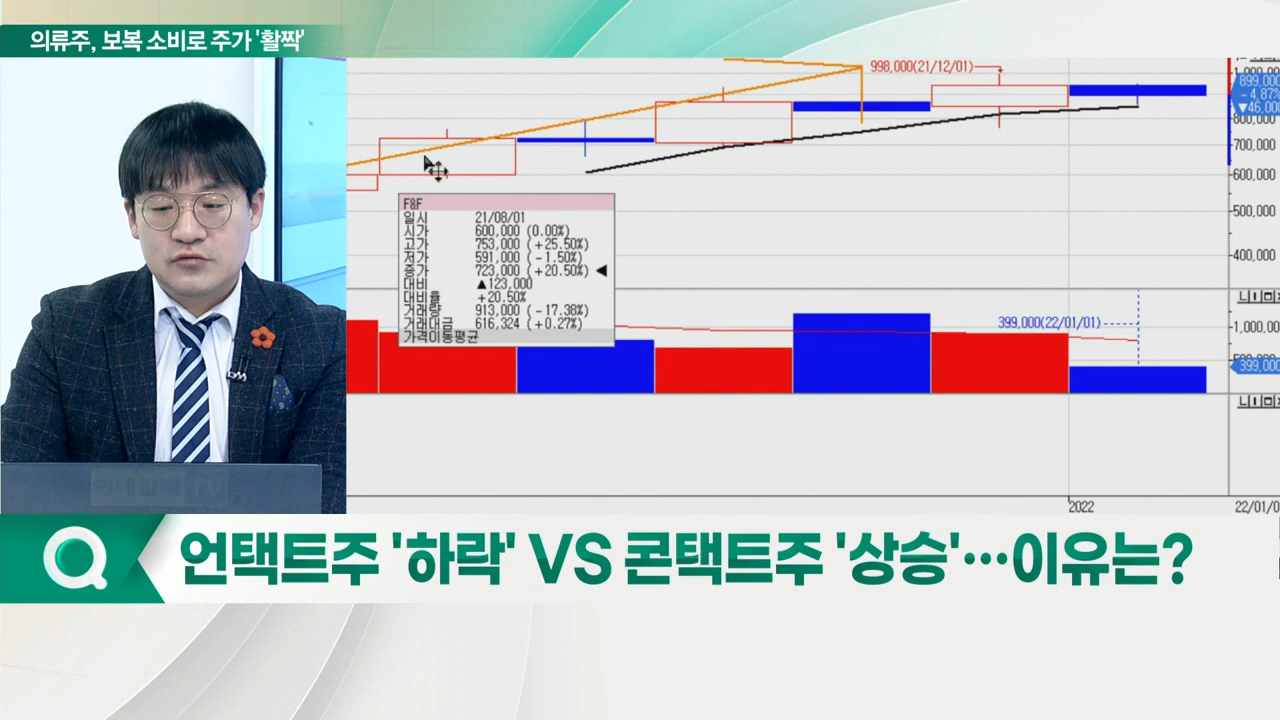 의류주, 보복 소비로 주가 '활짝'
998,000(21/12/01)
899,000
- 4.87%
▼46,000
800,000
700,000
600,000
500,000
400,000
F&F
일시 21/08/01
시가 600,000 (0.00%)
고가 753,000 (+25.50%)
저가 591,000 (-1.50%)
종가 723,000 (+20.50%) ◀
대비 ▲123,000
대비율 +20.50%
거래량 913,000 (-17.38%)
거래대금 616,324 (+0.27%)
가격이동평균
399,000(22/01/01)
399,000
2022
22/01/0
이데일리 TV
Q 언택트주 '하락' VS 콘택트주 '상승'…이유는?